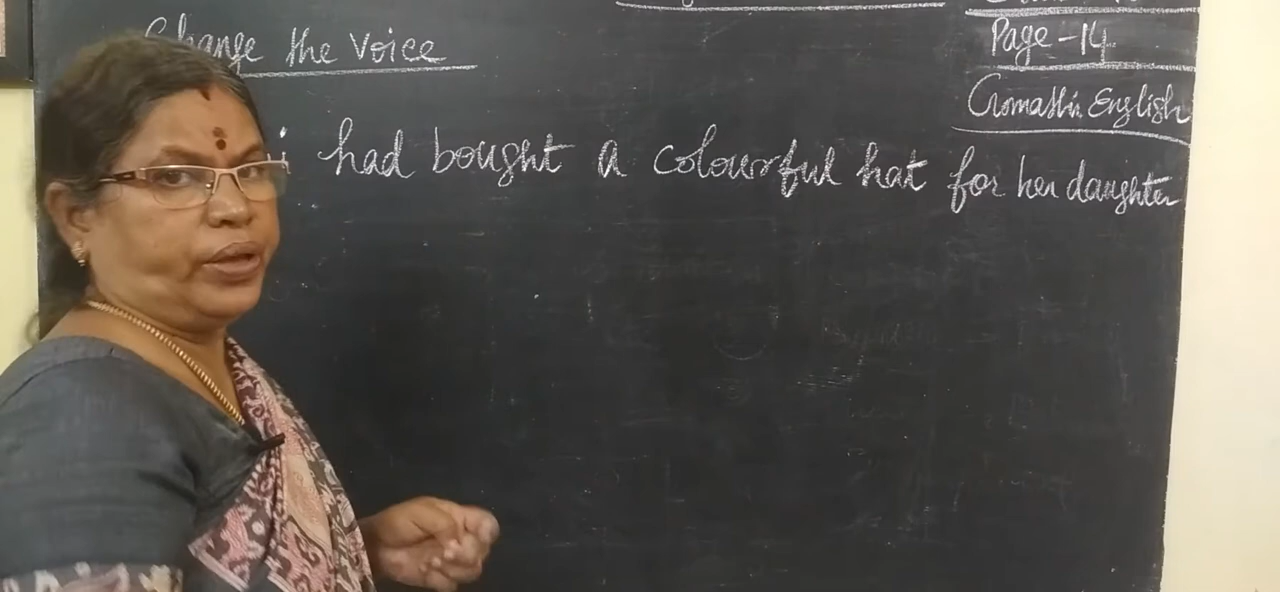 Change the Voice
Page - 14
Gomathi English
had bought a colourful hat for her daughter